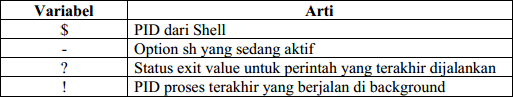 Variabel Arti
$ PID dari Shell
- Option sh yang sedang aktif
? Status exit value untuk perintah yang terakhir dijalankan
! PID proses terakhir yang berjalan di background